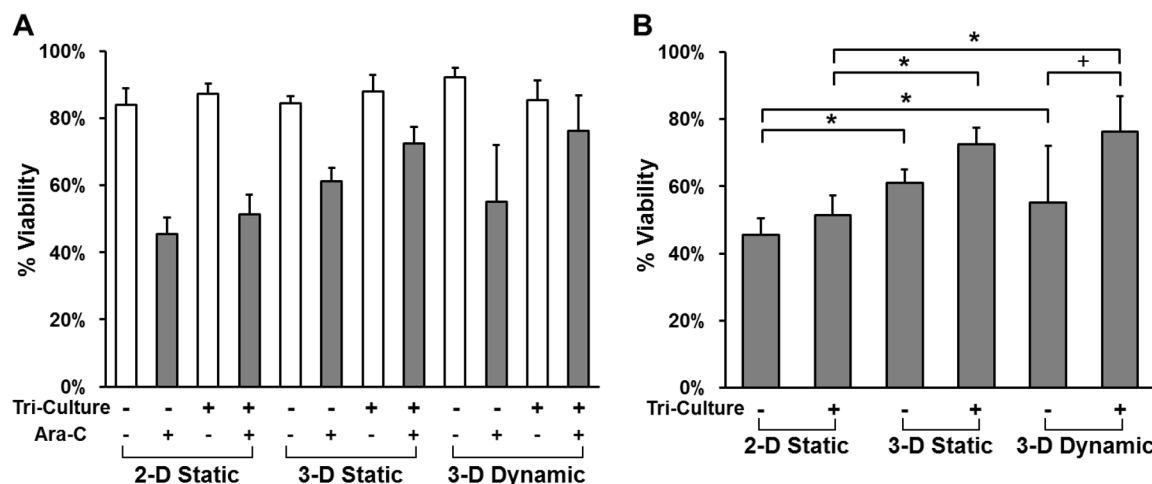 A
% Viability
100%
80%
60%
40%
20%
0%
Tri-Culture - - + + - - + + - - + +
Ara-C - + - + - + - + - + - +
2-D Static 3-D Static 3-D Dynamic
B
% Viability
100%
80%
60%
40%
20%
0%
*
*
+
*
*
Tri-Culture - + - + - +
2-D Static 3-D Static 3-D Dynamic